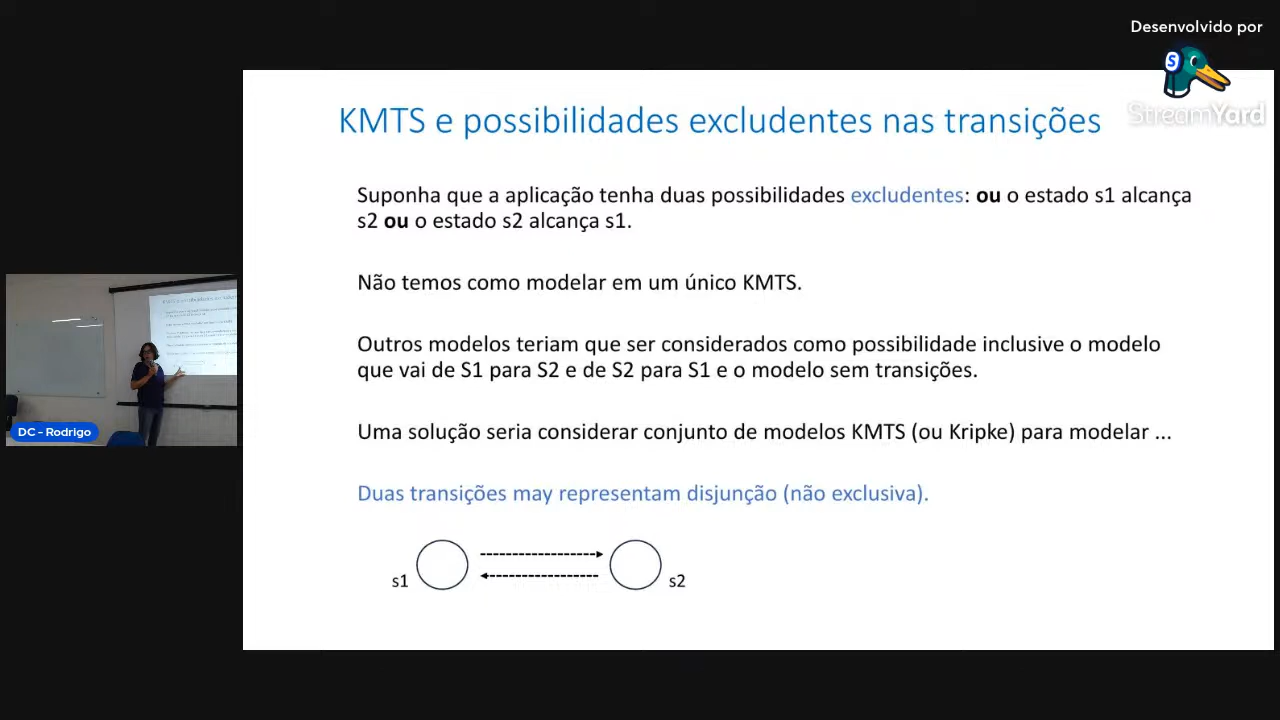 Desenvolvido por
StreamYard
KMTS e possibilidades excludentes nas transições
Suponha que a aplicação tenha duas possibilidades excludentes: ou o estado s1 alcança
s2 ou o estado s2 alcança s1.
Não temos como modelar em um único KMTS.
Outros modelos teriam que ser considerados como possibilidade inclusive o modelo
que vai de S1 para S2 e de S2 para S1 e o modelo sem transições.
Uma solução seria considerar conjunto de modelos KMTS (ou Kripke) para modelar ...
Duas transições may representam disjunção (não exclusiva).
s1
s2
DC - Rodrigo